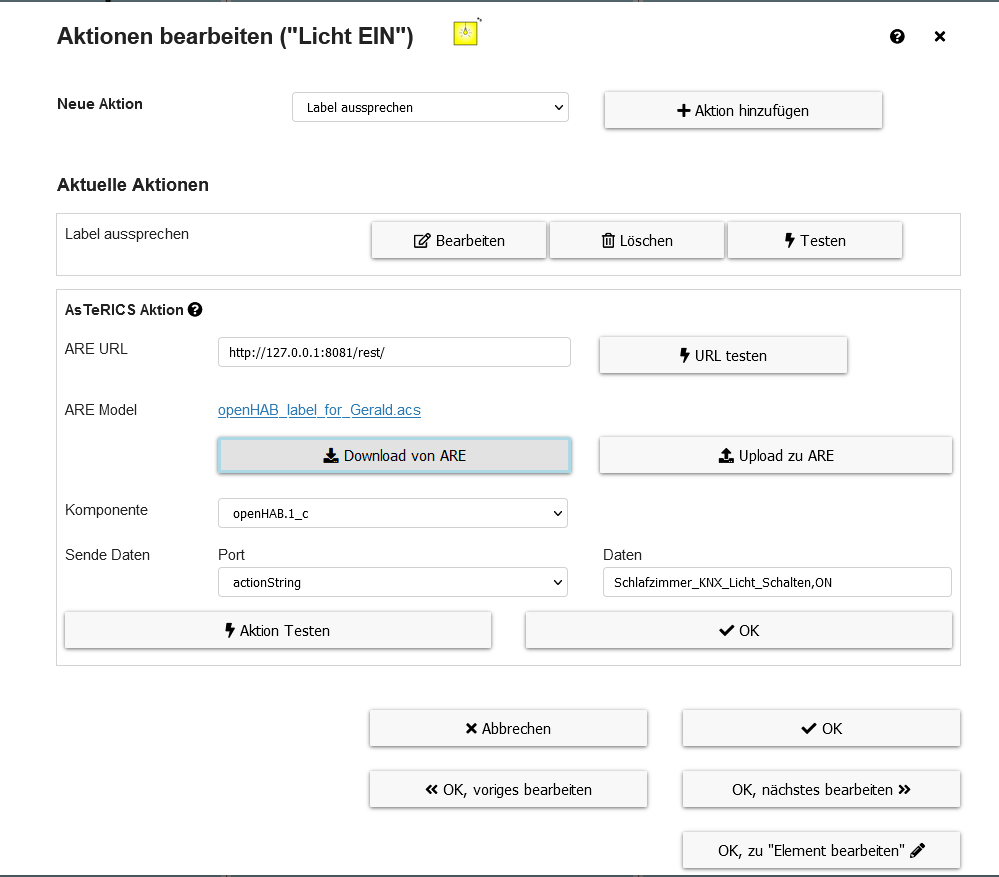 Aktionen bearbeiten ("Licht EIN")
Neue Aktion
Label aussprechen
Aktion hinzufügen
Aktuelle Aktionen
Label aussprechen
Bearbeiten
Löschen
Testen
AsTeRICS Aktion
ARE URL
http://127.0.0.1:8081/rest/
URL testen
ARE Model
openHAB_label_for_Gerald.acs
Download von ARE
Upload zu ARE
Komponente
openHAB.1_c
Sende Daten
Port
Daten
actionString
Schlafzimmer_KNX_Licht_Schalten,ON
Aktion Testen
OK
Abbrechen
OK
OK, voriges bearbeiten
OK, nächstes bearbeiten
OK, zu "Element bearbeiten"